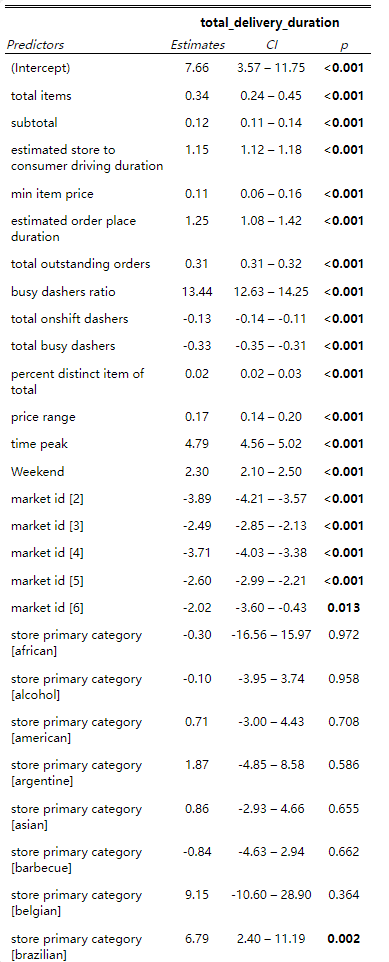 total_delivery_duration
Predictors Estimates CI p
(Intercept) 7.66 3.57 – 11.75 <0.001
total items 0.34 0.24 – 0.45 <0.001
subtotal 0.12 0.11 – 0.14 <0.001
estimated store to 1.15 1.12 – 1.18 <0.001
consumer driving duration
min item price 0.11 0.06 – 0.16 <0.001
estimated order place 1.25 1.08 – 1.42 <0.001
duration
total outstanding orders 0.31 0.31 – 0.32 <0.001
busy dashers ratio 13.44 12.63 – 14.25 <0.001
total onshift dashers -0.13 -0.14 – -0.11 <0.001
total busy dashers -0.33 -0.35 – -0.31 <0.001
percent distinct item of 0.02 0.02 – 0.03 <0.001
total
price range 0.17 0.14 – 0.20 <0.001
time peak 4.79 4.56 – 5.02 <0.001
Weekend 2.30 2.10 – 2.50 <0.001
market id [2] -3.89 -4.21 – -3.57 <0.001
market id [3] -2.49 -2.85 – -2.13 <0.001
market id [4] -3.71 -4.03 – -3.38 <0.001
market id [5] -2.60 -2.99 – -2.21 <0.001
market id [6] -2.02 -3.60 – -0.43 0.013
store primary category -0.30 -16.56 – 15.97 0.972
[african]
store primary category -0.10 -3.95 – 3.74 0.958
[alcohol]
store primary category 0.71 -3.00 – 4.43 0.708
[american]
store primary category 1.87 -4.85 – 8.58 0.586
[argentine]
store primary category 0.86 -2.93 – 4.66 0.655
[asian]
store primary category -0.84 -4.63 – 2.94 0.662
[barbecue]
store primary category 9.15 -10.60 – 28.90 0.364
[belgian]
store primary category 6.79 2.40 – 11.19 0.002
[brazilian]